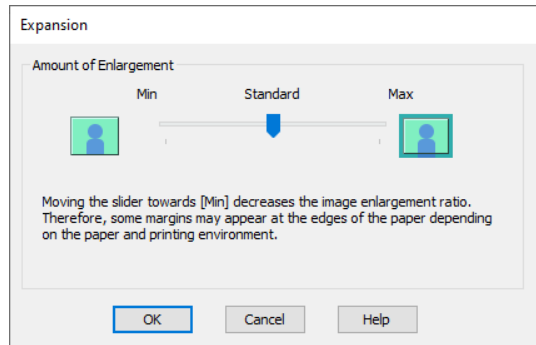 Expansion
Amount of Enlargement
Min Standard Max
Moving the slider towards [Min] decreases the image enlargement ratio.
Therefore, some margins may appear at the edges of the paper depending
on the paper and printing environment.
OK Cancel Help